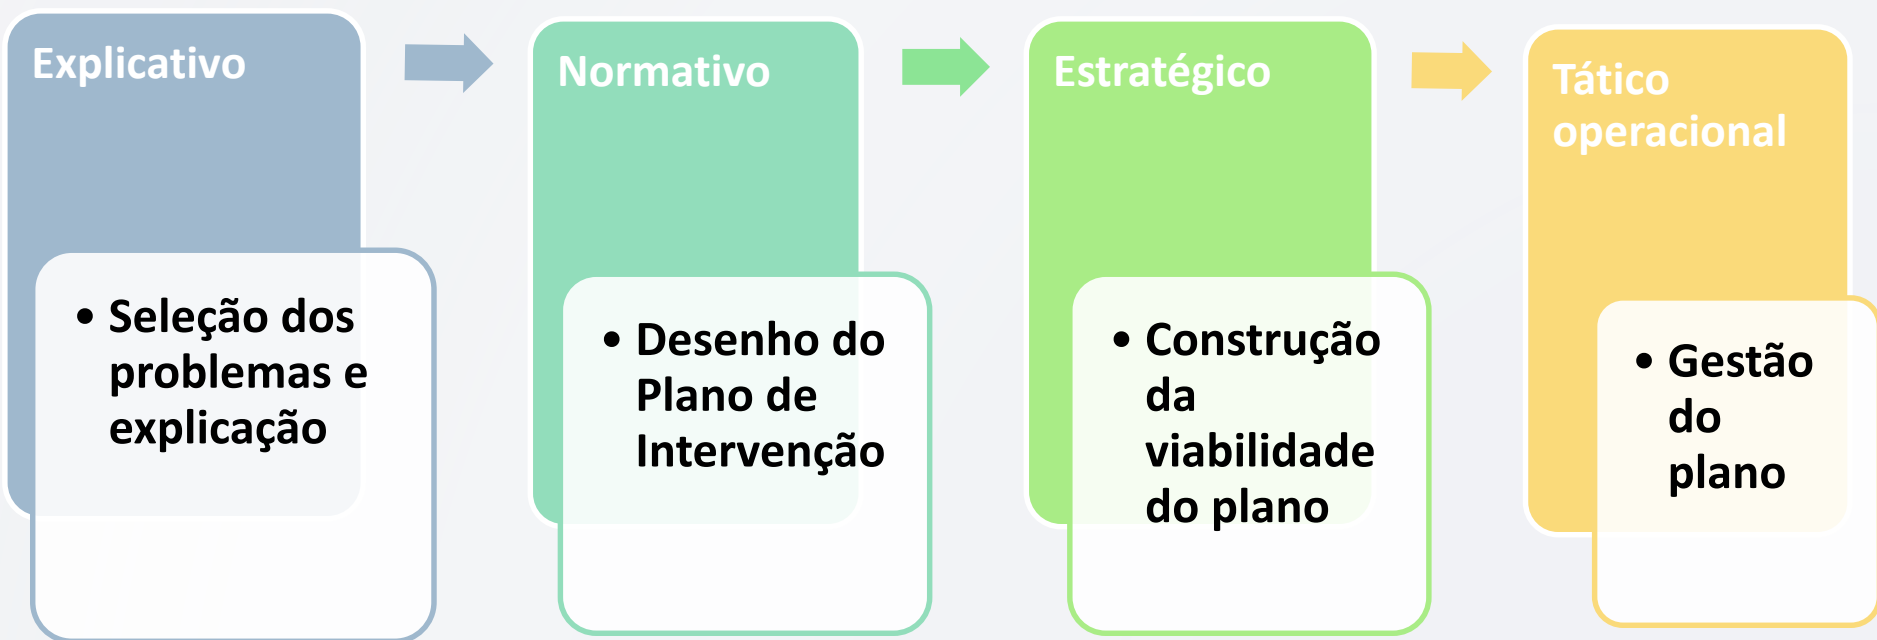 Explicativo
• Seleção dos
problemas e
explicação
Normativo
• Desenho do
Plano de
Intervenção
Estratégico
• Construção
da
viabilidade
do plano
Tático
operacional
• Gestão
do
plano